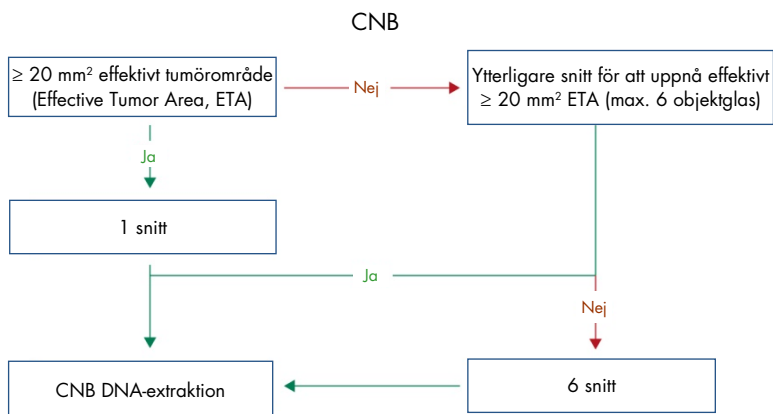 CNB
≥ 20 mm² effektivt tumörområde
(Effective Tumor Area, ETA)
Nej
Ytterligare snitt för att uppnå effektivt
≥ 20 mm² ETA (max. 6 objektglas)
Ja
1 snitt
Ja
Nej
CNB DNA-extraktion
6 snitt